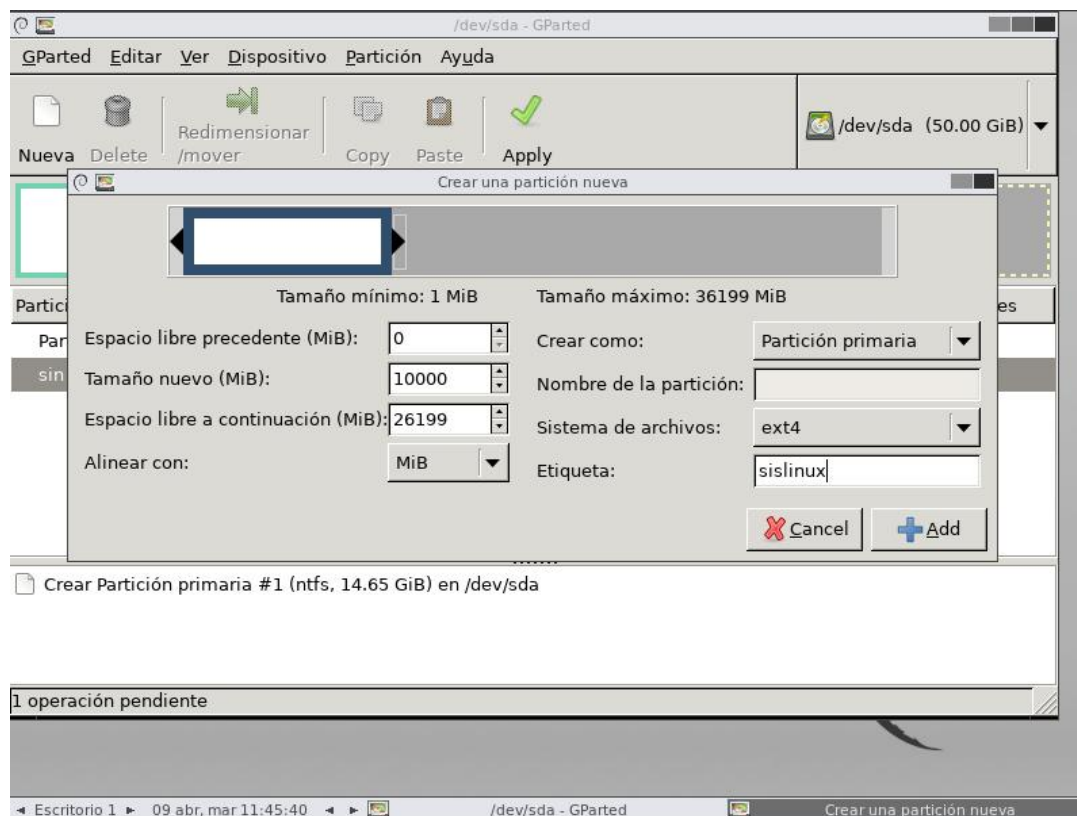 /dev/sda - GParted
GParted Editar Ver Dispositivo Partición Ayuda
Nueva Delete Redimensionar /mover Copy Paste Apply /dev/sda (50.00 GiB)
Crear una partición nueva
Tamaño mínimo: 1 MiB Tamaño máximo: 36199 MiB
Partici es
Par
sin
Espacio libre precedente (MiB): 0 Crear como: Partición primaria
Tamaño nuevo (MiB): 10000 Nombre de la partición:
Espacio libre a continuación (MiB): 26199 Sistema de archivos: ext4
Alinear con: MiB Etiqueta: sislinux
Cancel Add
Crear Partición primaria #1 (ntfs, 14.65 GiB) en /dev/sda
1 operación pendiente
Escritorio 1 09 abr, mar 11:45:40 /dev/sda - GParted Crear una partición nueva